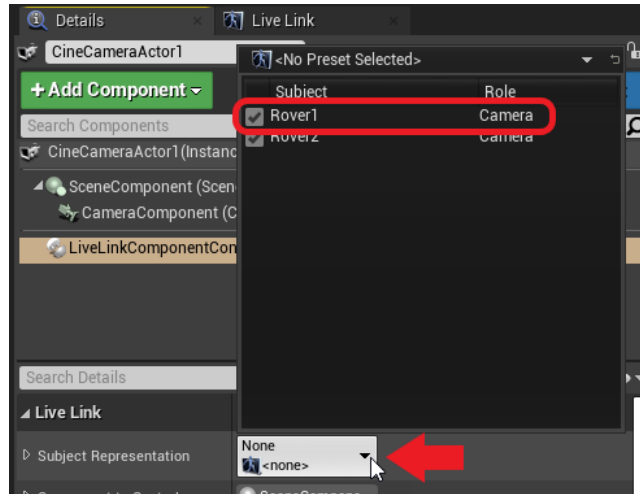 Details
Live Link
CineCameraActor1
<No Preset Selected>
+ Add Component
Subject Role
Search Components
Rover1 Camera
Rover2 Camera
CineCameraActor1(Instanc
SceneComponent (Scen
CameraComponent (C
LiveLinkComponentCon
Search Details
Live Link
None
Subject Representation
<none>